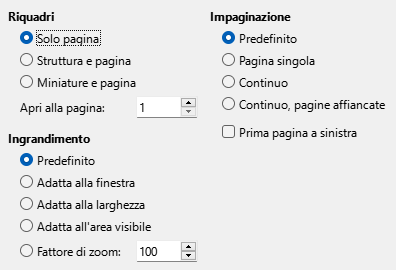 Riquadri
Solo pagina
Struttura e pagina
Miniature e pagina
Apri alla pagina: 1
Ingrandimento
Predefinito
Adatta alla finestra
Adatta alla larghezza
Adatta all'area visibile
Fattore di zoom: 100
Impaginazione
Predefinito
Pagina singola
Continuo
Continuo, pagine affiancate
Prima pagina a sinistra